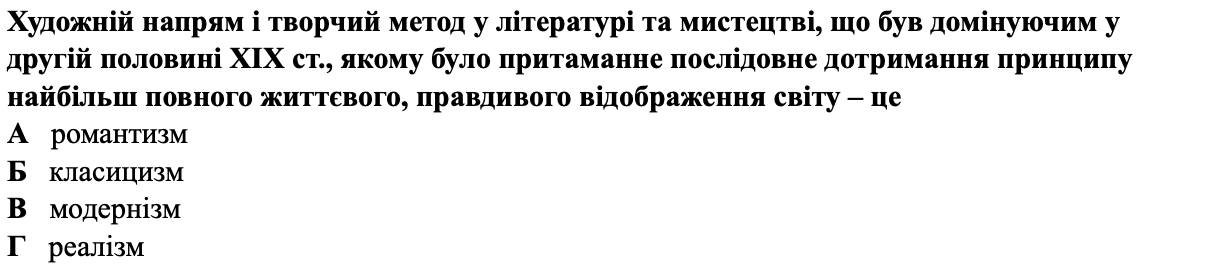 Художній напрям і творчий метод у літературі та мистецтві, що був домінуючим у
другій половині XIX ст., якому було притаманне послідовне дотримання принципу
найбільш повного життєвого, правдивого відображення світу – це
А романтизм
Б класицизм
В модернізм
Г реалізм